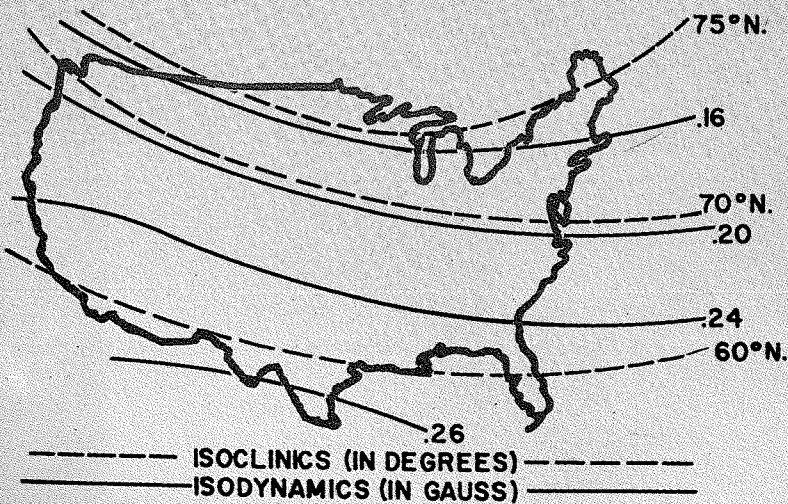 75°N.
.16
70°N.
.20
.24
60°N.
.26
ISOCLINICS (IN DEGREES)
ISODYNAMICS (IN GAUSS)